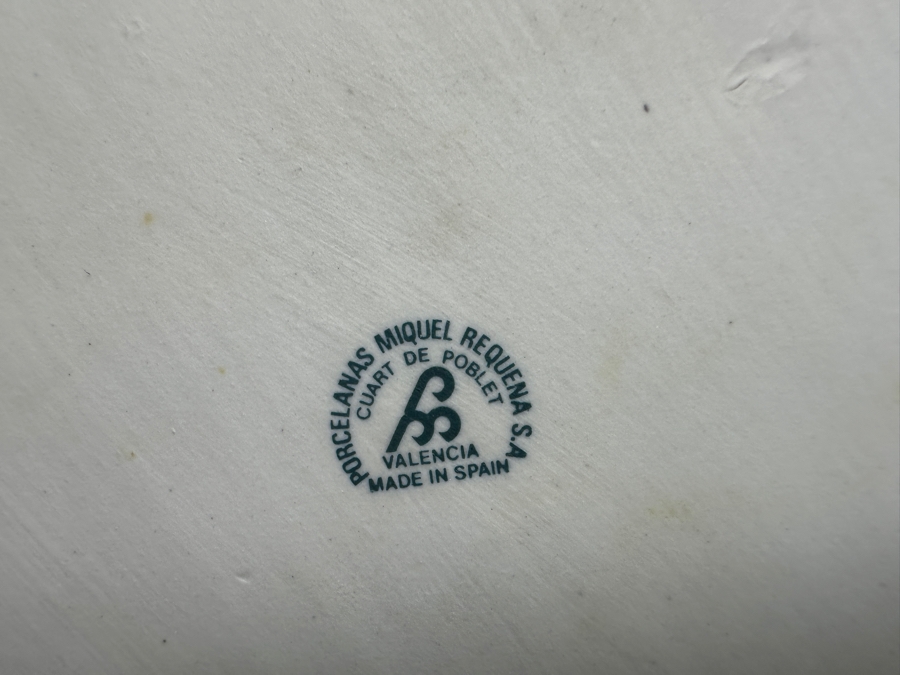 PORCELANAS MIQUEL REQUENA S.A
CUART DE POBLET
VALENCIA
MADE IN SPAIN